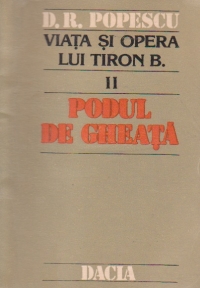 D. R. POPESCU
VIAȚA ȘI OPERA
LUI TIRON B.
II
PODUL
DE GHEAȚĂ
DACIA